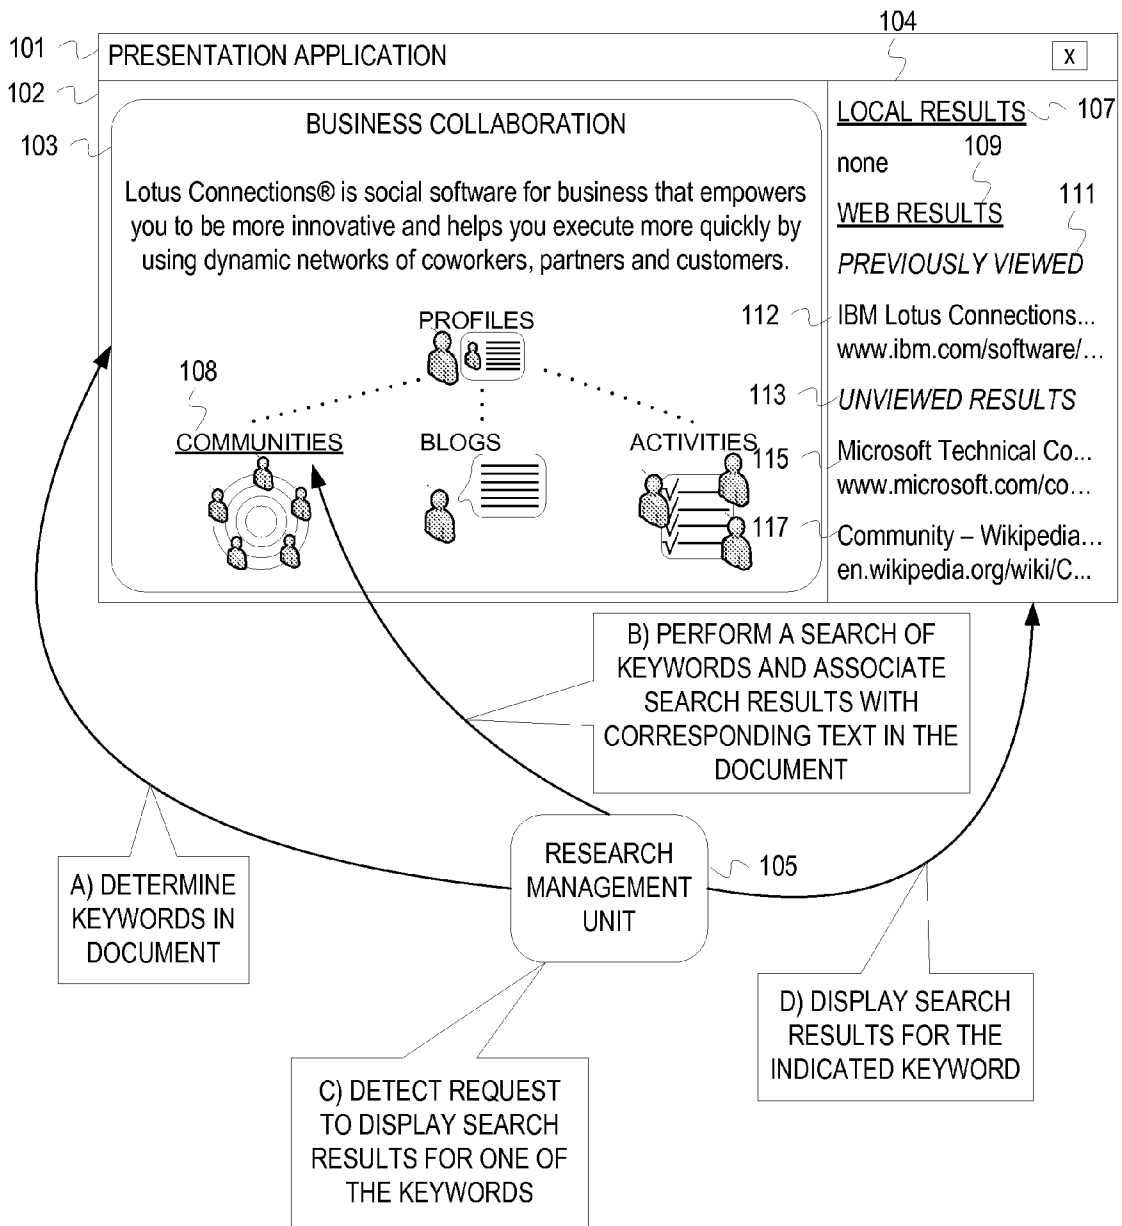 104
101
PRESENTATION APPLICATION
X
102
103
BUSINESS COLLABORATION
Lotus Connections® is social software for business that empowers
you to be more innovative and helps you execute more quickly by
using dynamic networks of coworkers, partners and customers.
PROFILES
108
COMMUNITIES
BLOGS
ACTIVITIES
LOCAL RESULTS
107
none
109
WEB RESULTS
111
PREVIOUSLY VIEWED
112
IBM Lotus Connections...
www.ibm.com/software/...
113
UNVIEWED RESULTS
115
Microsoft Technical Co...
www.microsoft.com/co...
117
Community – Wikipedia...
en.wikipedia.org/wiki/C...
B) PERFORM A SEARCH OF
KEYWORDS AND ASSOCIATE
SEARCH RESULTS WITH
CORRESPONDING TEXT IN THE
DOCUMENT
RESEARCH
MANAGEMENT
UNIT
105
A) DETERMINE
KEYWORDS IN
DOCUMENT
D) DISPLAY SEARCH
RESULTS FOR THE
INDICATED KEYWORD
C) DETECT REQUEST
TO DISPLAY SEARCH
RESULTS FOR ONE OF
THE KEYWORDS